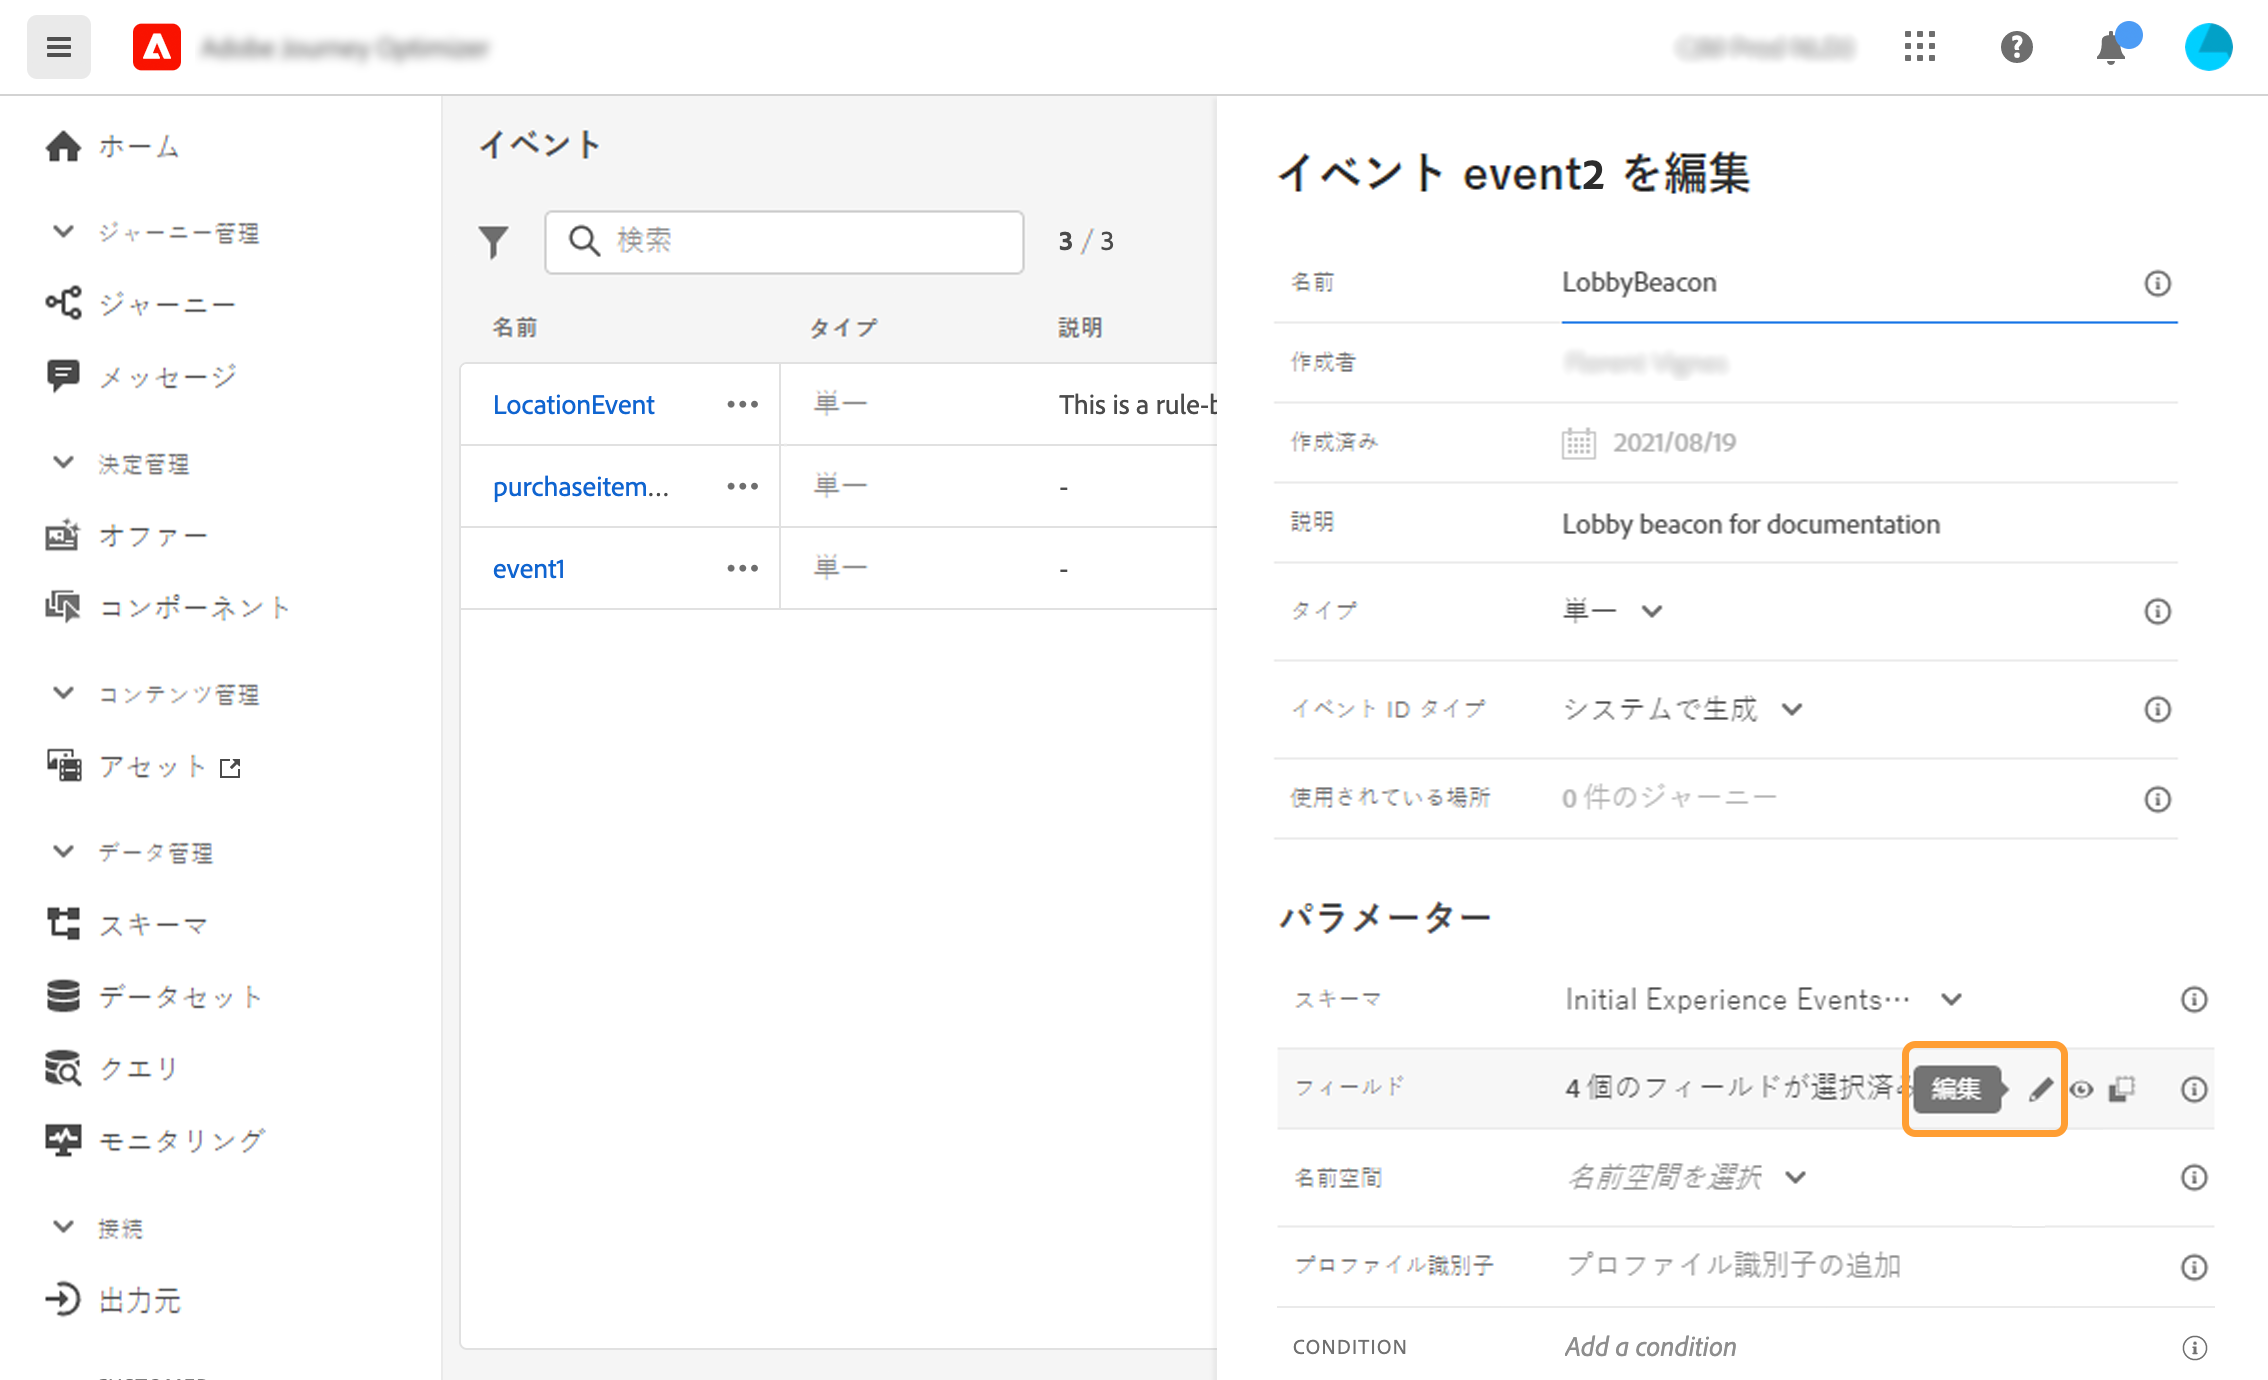 ホーム
ジャーニー管理
ジャーニー
メッセージ
決定管理
オファー
コンポーネント
コンテンツ管理
アセット
データ管理
スキーマ
データセット
クエリ
モニタリング
接続
出力元
イベント
検索
3 / 3
名前 タイプ 説明
LocationEvent ••• 単一 This is a rule-b
purchaseitem... ••• 単一 -
event1 ••• 単一 -
イベント event2 を編集
名前 LobbyBeacon
作成者
作成済み 2021/08/19
説明 Lobby beacon for documentation
タイプ 単一
イベント ID タイプ システムで生成
使用されている場所 0 件のジャーニー
パラメーター
スキーマ Initial Experience Events…
フィールド 4 個のフィールドが選択済み 編集
名前空間 名前空間を選択
プロファイル識別子 プロファイル識別子の追加
CONDITION Add a condition